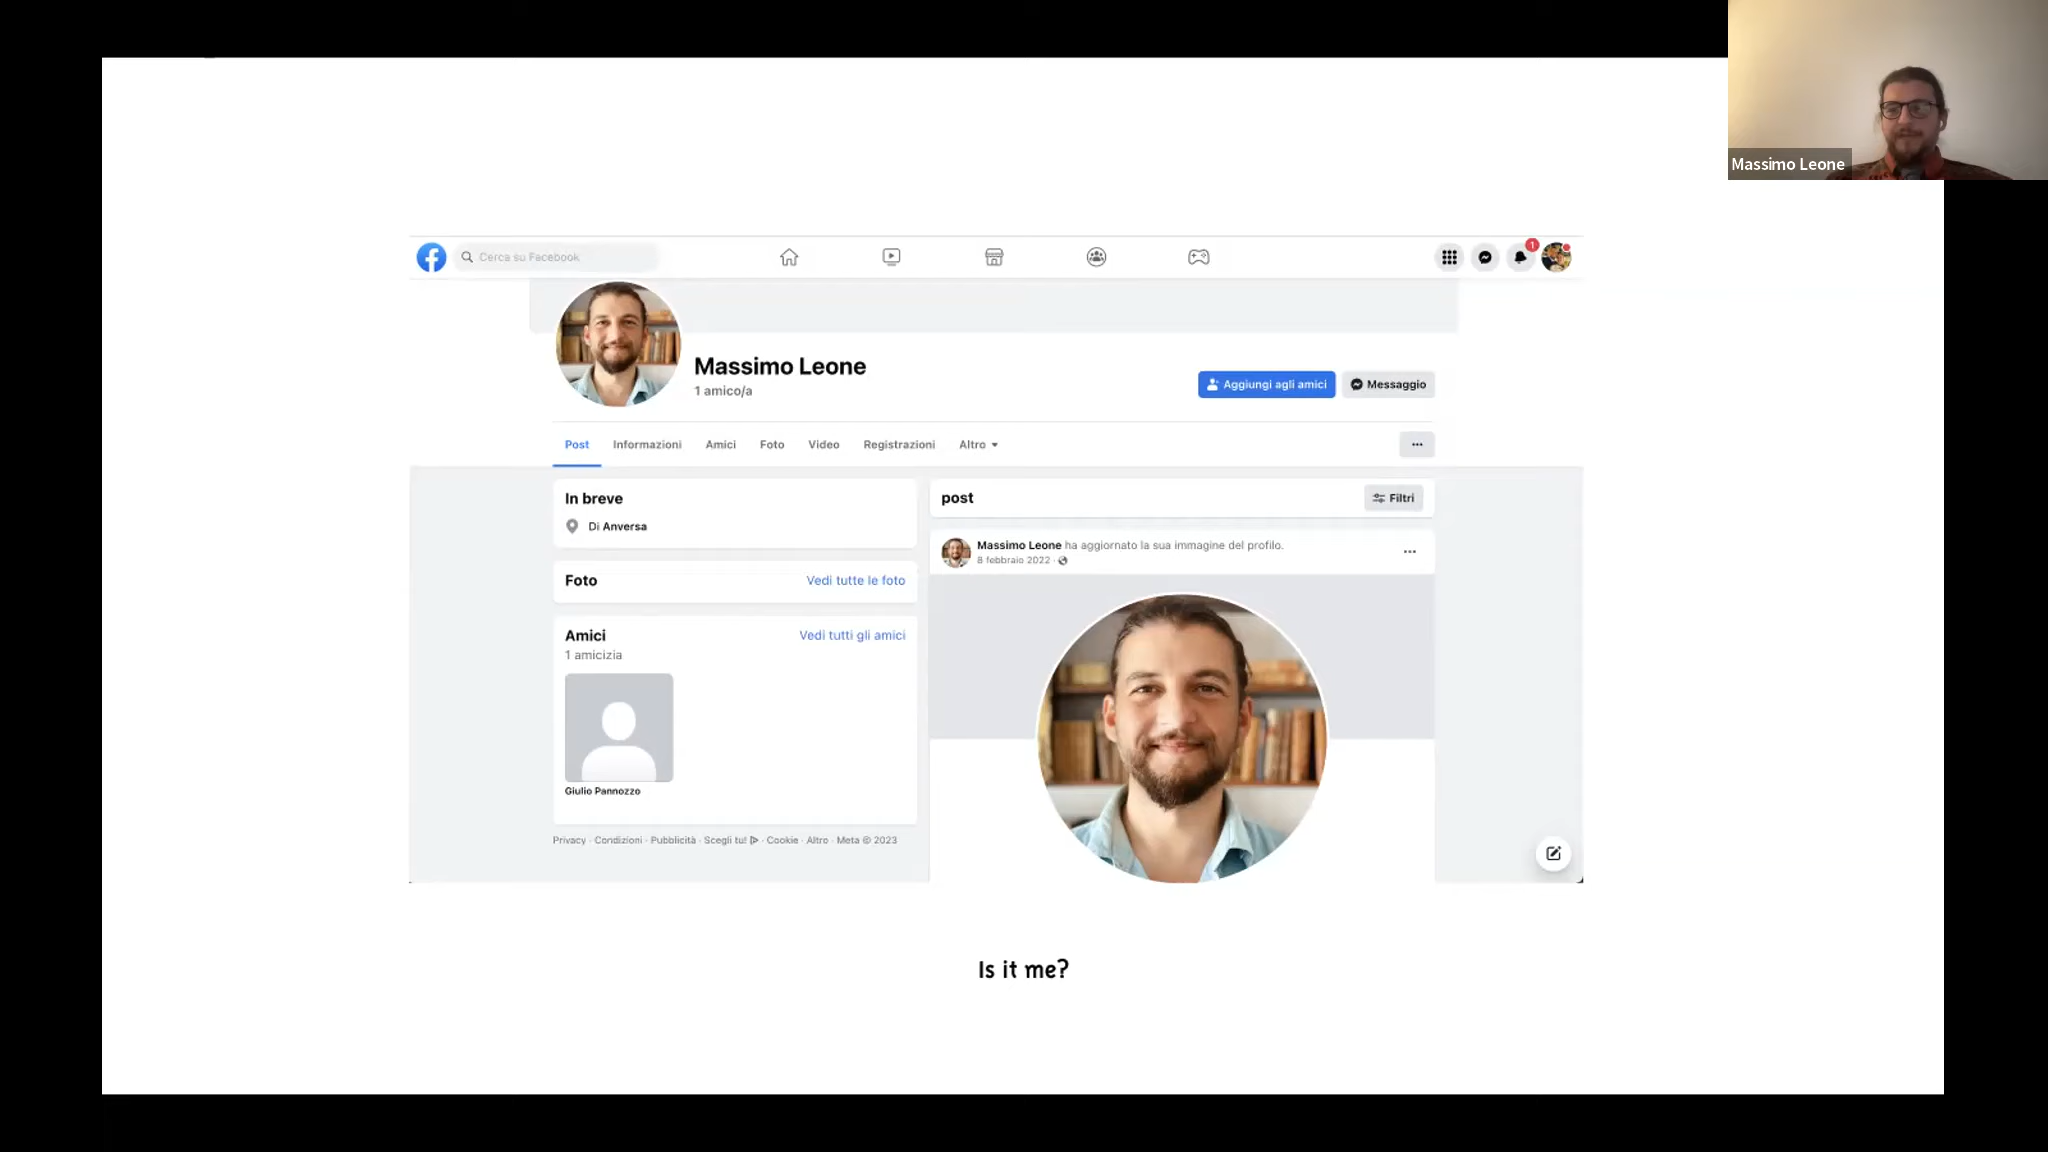 Massimo Leone
Cerca su Facebook
1
Massimo Leone
1 amico/a
Aggiungi agli amici
Messaggio
Post Informazioni Amici Foto Video Registrazioni Altro
In breve
Di Anversa
Foto Vedi tutte le foto
Amici Vedi tutti gli amici
1 amicizia
Giulio Pannozzo
Privacy · Condizioni · Pubblicità · Scegli tu! · Cookie · Altro · Meta © 2023
post Filtri
Massimo Leone ha aggiornato la sua immagine del profilo.
8 febbraio 2022 ·
Is it me?